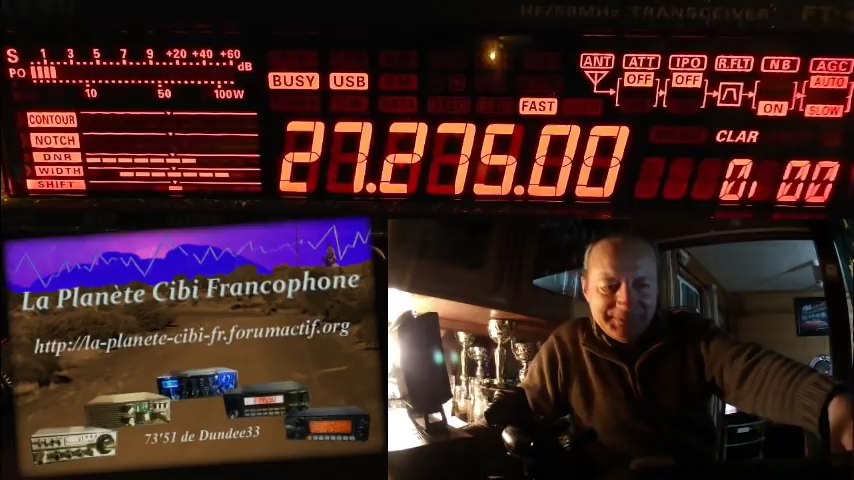 HF/50MHz TRANSCEIVER FT-
S 1 3 5 7 9 +20 +40 +60 dB
PO 10 50 100W
BUSY USB
FAST
ANT ATT IPO R.FLT NB AGC
OFF OFF AUTO
ON SLOW
CONTOUR
NOTCH
DNR
WIDTH
SHIFT
27.275.00
CLAR
0.00
La Planète Cibi Francophone
http://la-planete-cibi-fr.forumactif.org
73'51 de Dundee33